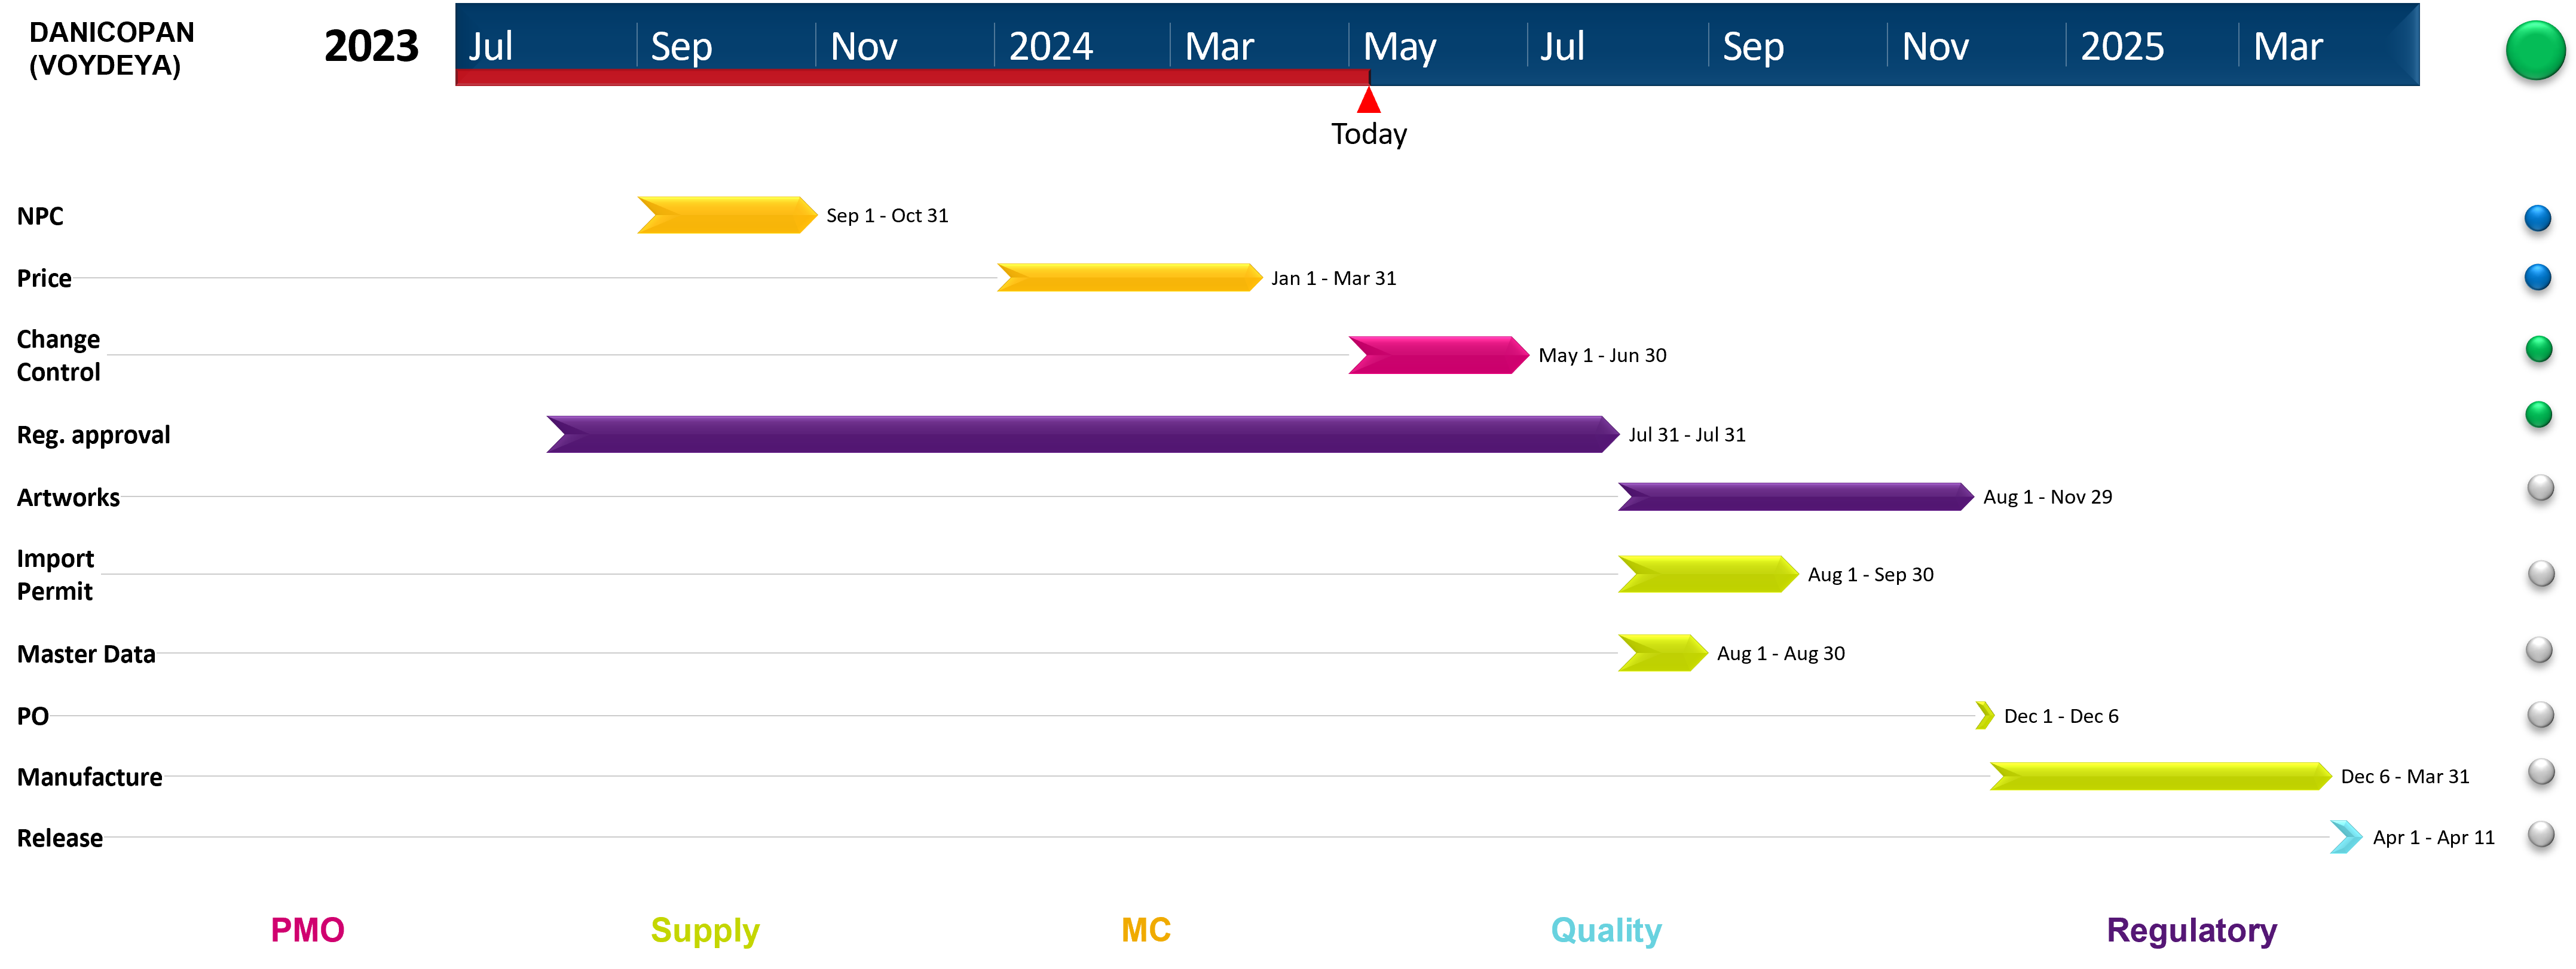 DANICOPAN
(VOYDEYA)
2023
Jul
Sep
Nov
2024
Mar
May
Jul
Sep
Nov
2025
Mar
Today
NPC
Sep 1 - Oct 31
Price
Jan 1 - Mar 31
Change
Control
May 1 - Jun 30
Reg. approval
Jul 31 - Jul 31
Artworks
Aug 1 - Nov 29
Import
Permit
Aug 1 - Sep 30
Master Data
Aug 1 - Aug 30
PO
Dec 1 - Dec 6
Manufacture
Dec 6 - Mar 31
Release
Apr 1 - Apr 11
PMO
Supply
MC
Quality
Regulatory